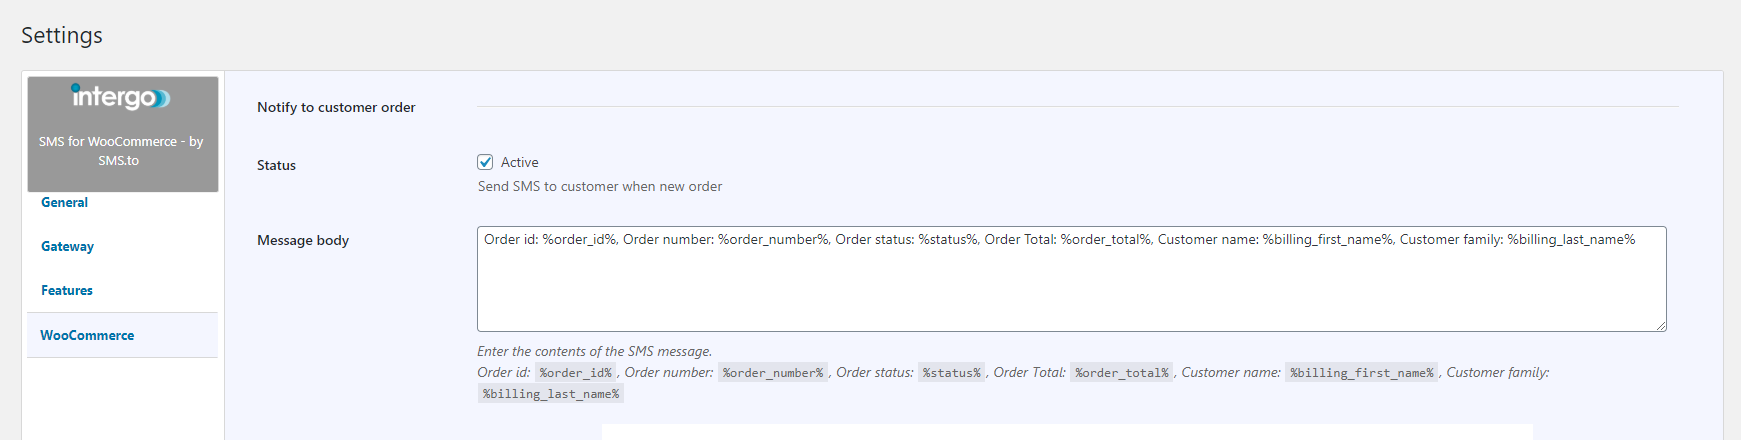 Settings
intergo
SMS for WooCommerce - by
SMS.to
General
Gateway
Features
WooCommerce
Notify to customer order
Status
Active
Send SMS to customer when new order
Message body
Order id: %order_id%, Order number: %order_number%, Order status: %status%, Order Total: %order_total%, Customer name: %billing_first_name%, Customer family: %billing_last_name%
Enter the contents of the SMS message.
Order id: %order_id% , Order number: %order_number% , Order status: %status% , Order Total: %order_total% , Customer name: %billing_first_name% , Customer family:
%billing_last_name%